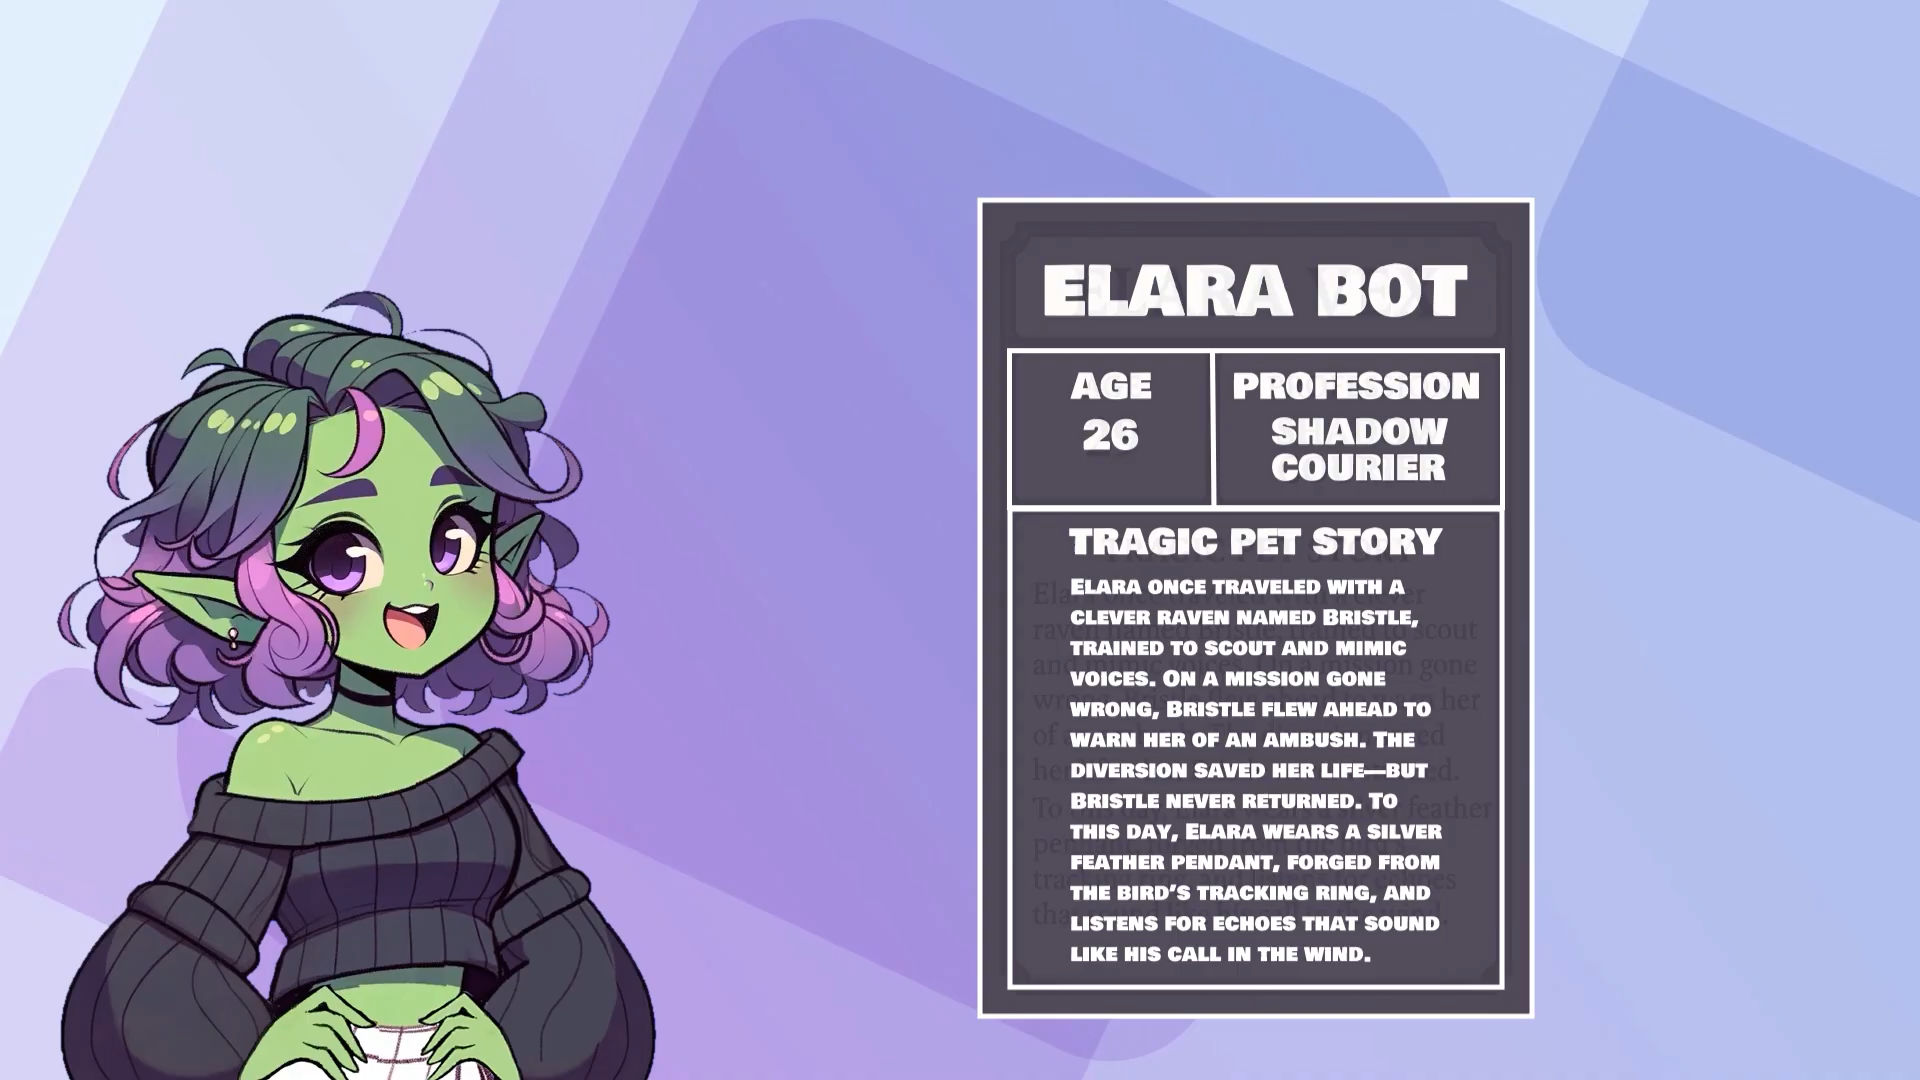 ELARA BOT
AGE
26
PROFESSION
SHADOW
COURIER
TRAGIC PET STORY
ELARA ONCE TRAVELED WITH A
CLEVER RAVEN NAMED BRISTLE,
TRAINED TO SCOUT AND MIMIC
VOICES. ON A MISSION GONE
WRONG, BRISTLE FLEW AHEAD TO
WARN HER OF AN AMBUSH. THE
DIVERSION SAVED HER LIFE—BUT
BRISTLE NEVER RETURNED. TO
THIS DAY, ELARA WEARS A SILVER
FEATHER PENDANT, FORGED FROM
THE BIRD'S TRACKING RING, AND
LISTENS FOR ECHOES THAT SOUND
LIKE HIS CALL IN THE WIND.